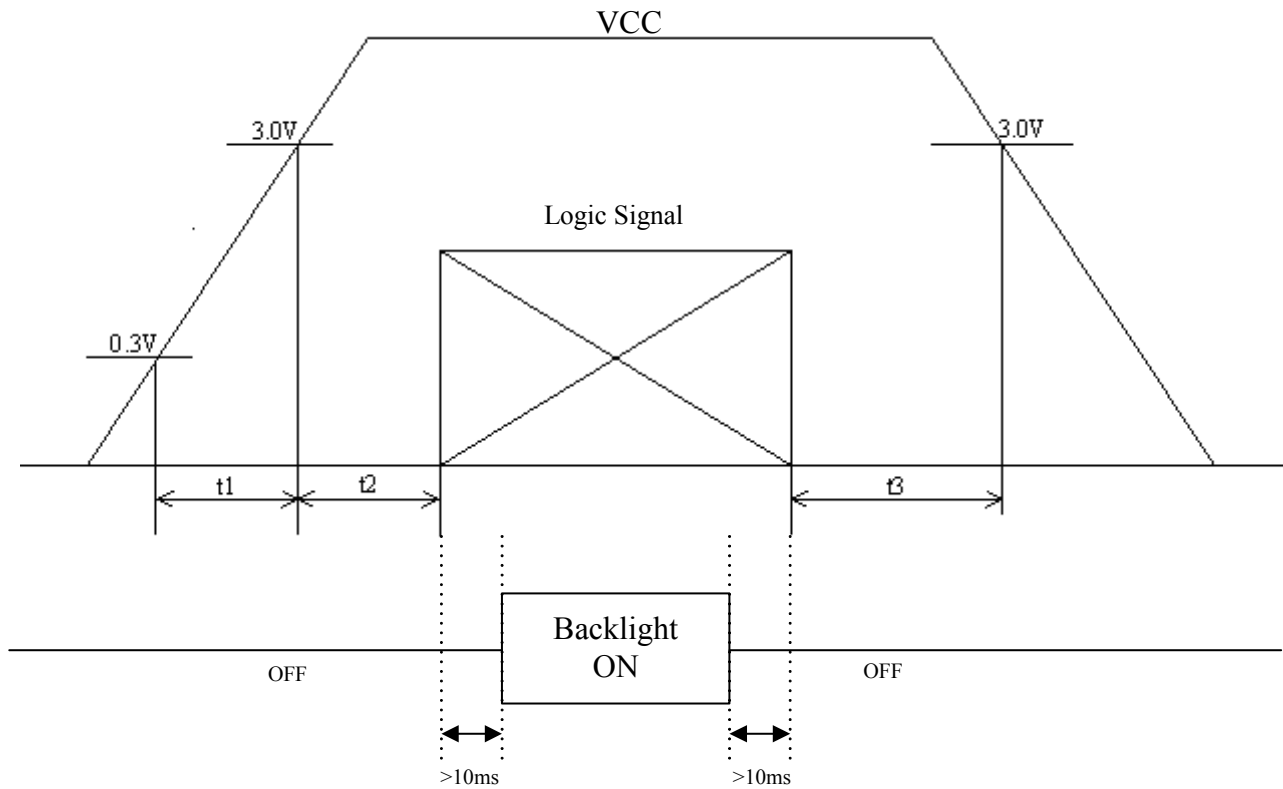 VCC
3.0V
3.0V
Logic Signal
0.3V
t1
t2
t3
Backlight
ON
OFF
OFF
>10ms
>10ms